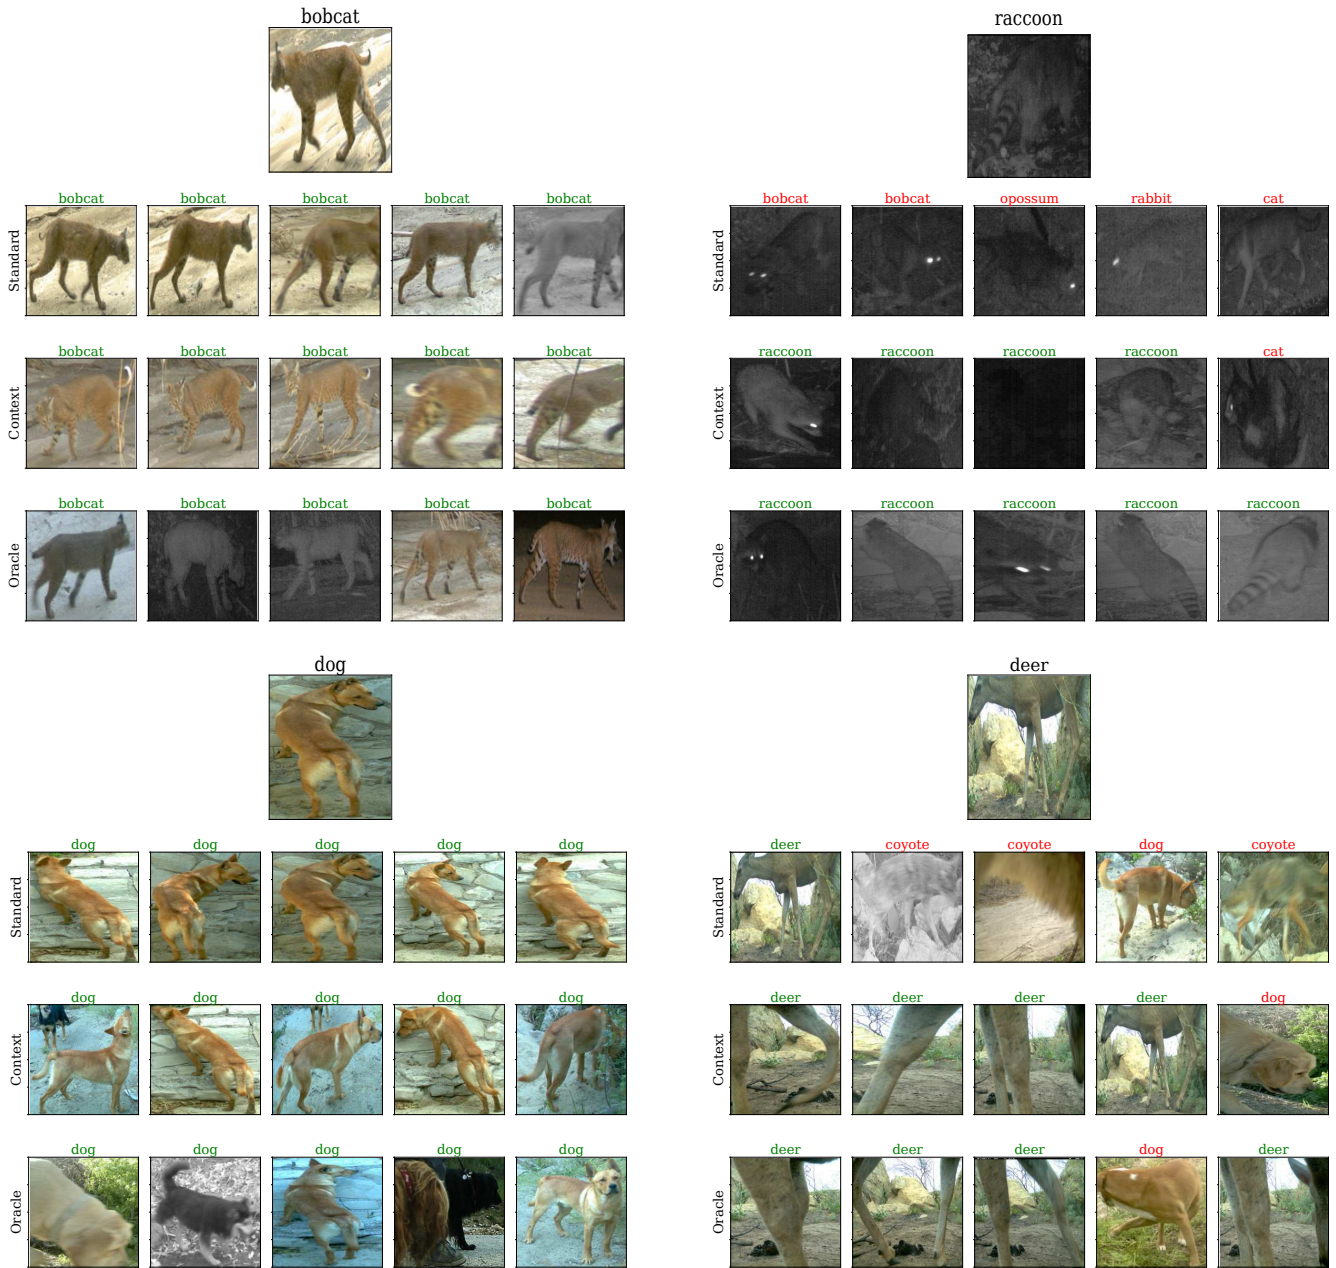 bobcat
bobcat bobcat bobcat bobcat bobcat
Standard
bobcat bobcat bobcat bobcat bobcat
Context
bobcat bobcat bobcat bobcat bobcat
Oracle
raccoon
bobcat bobcat opossum rabbit cat
Standard
raccoon raccoon raccoon raccoon cat
Context
raccoon raccoon raccoon raccoon raccoon
Oracle
dog
dog dog dog dog dog
Standard
dog dog dog dog dog
Context
dog dog dog dog dog
Oracle
deer
deer coyote coyote dog coyote
Standard
deer deer deer deer dog
Context
deer deer deer dog deer
Oracle